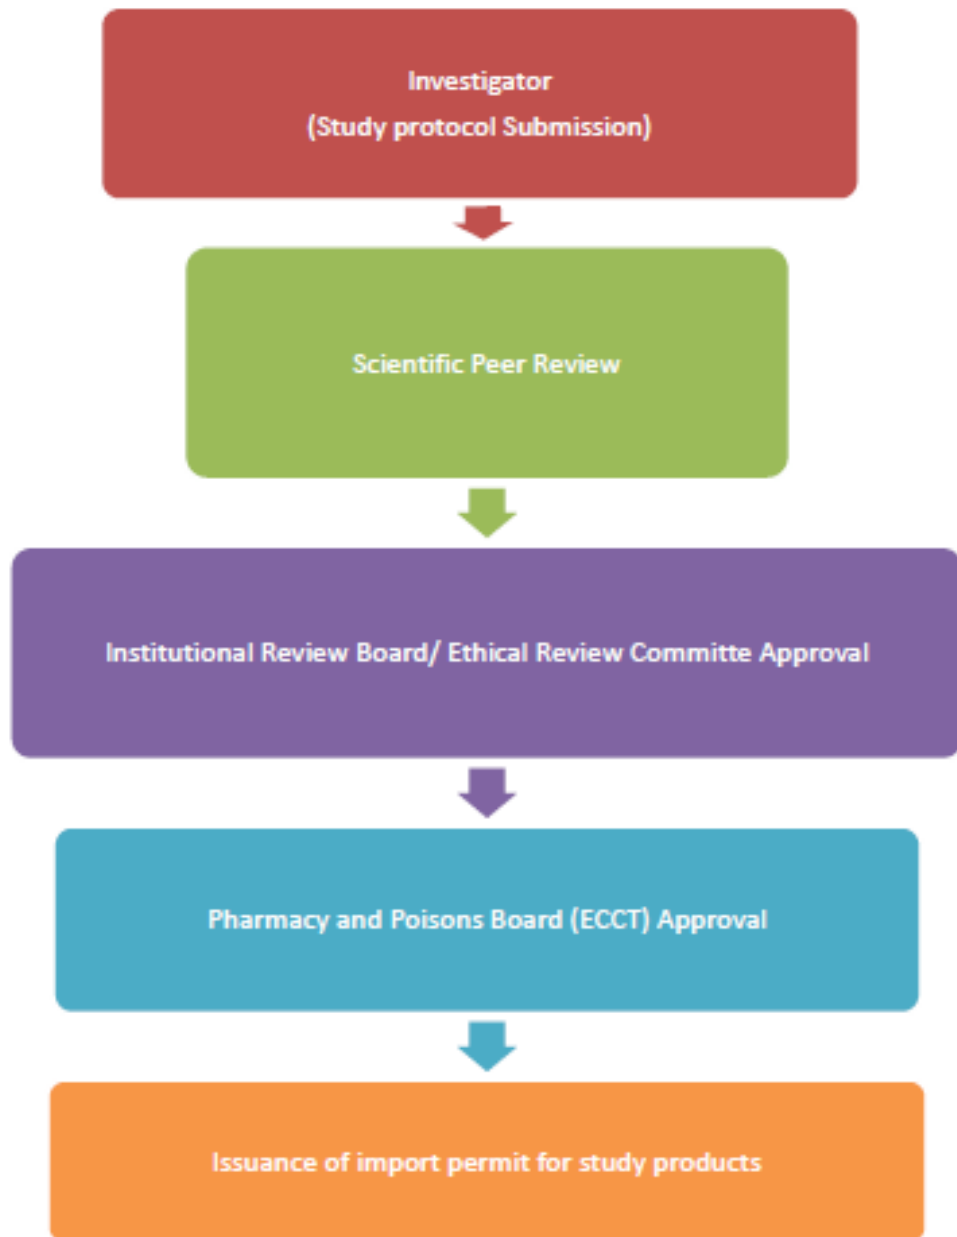 Investigator
(Study protocol Submission)
Scientific Peer Review
Institutional Review Board/ Ethical Review Committe Approval
Pharmacy and Poisons Board (ECCT) Approval
Issuance of import permit for study products